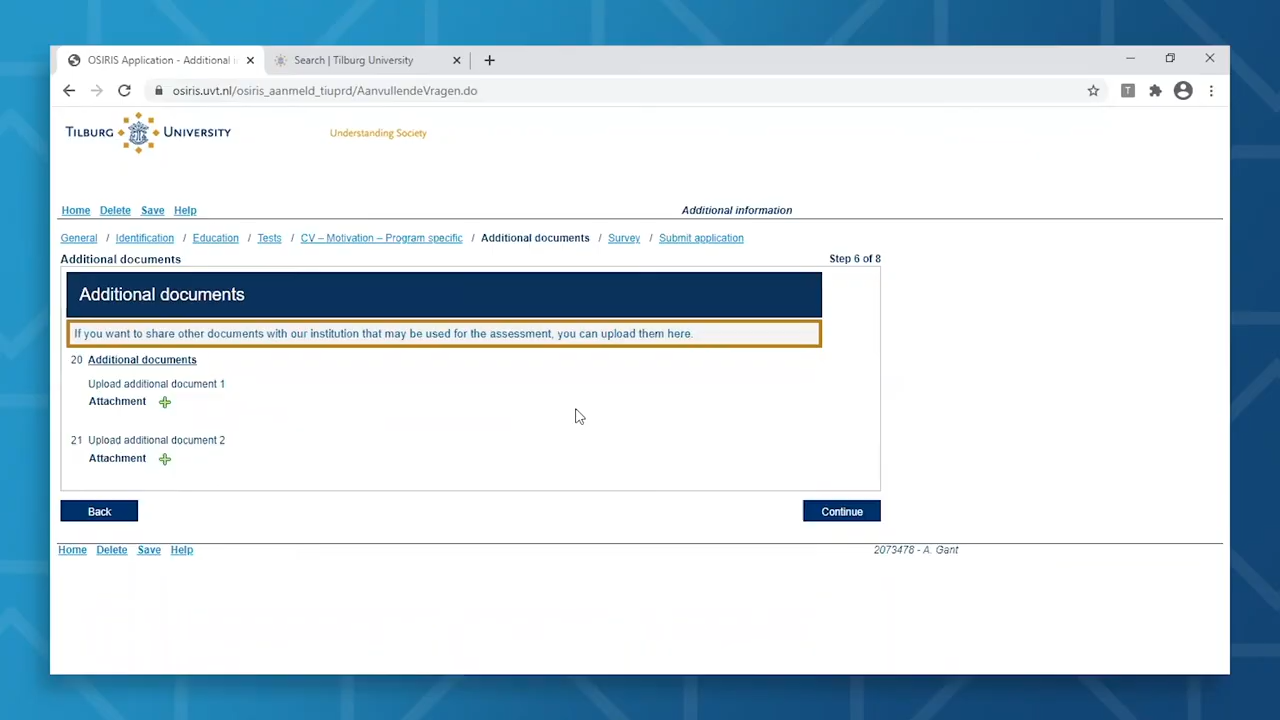 OSIRIS Application - Additional i
Search | Tilburg University
osiris.uvt.nl/osiris_aanmeld_tiuprd/AanvullendeVragen.do
T
TILBURG UNIVERSITY
Understanding Society
Home Delete Save Help
Additional information
General / Identification / Education / Tests / CV – Motivation – Program specific / Additional documents / Survey / Submit application
Additional documents
Step 6 of 8
Additional documents
If you want to share other documents with our institution that may be used for the assessment, you can upload them here.
20 Additional documents
Upload additional document 1
Attachment
21 Upload additional document 2
Attachment
Back
Continue
Home Delete Save Help
2073478 - A. Gant